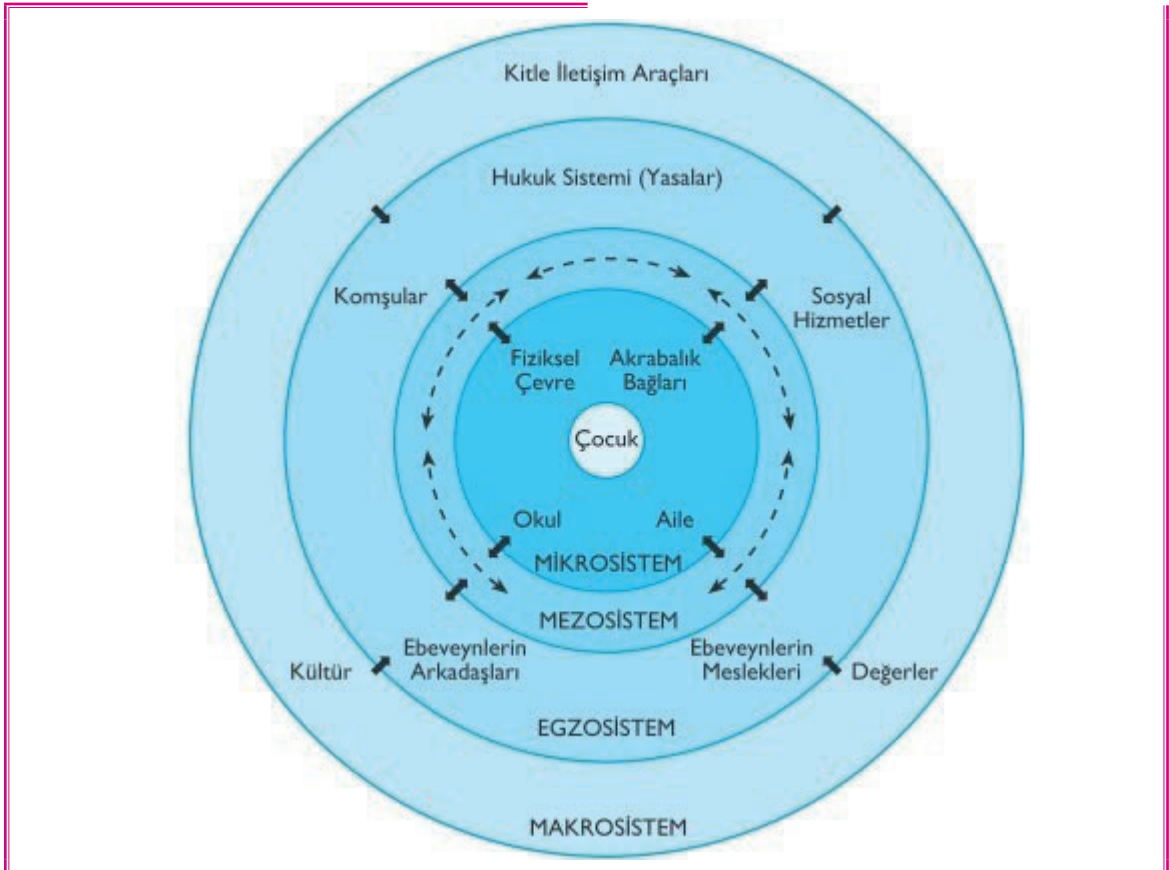 Kitle İletişim Araçları
Hukuk Sistemi (Yasalar)
Komşular
Sosyal
Hizmetler
Fiziksel
Çevre
Akrabalık
Bağları
Çocuk
Okul
Aile
MİKROSİSTEM
MEZOSİSTEM
Kültür
Ebeveynlerin
Arkadaşları
Ebeveynlerin
Meslekleri
Değerler
EGZOSİSTEM
MAKROSİSTEM